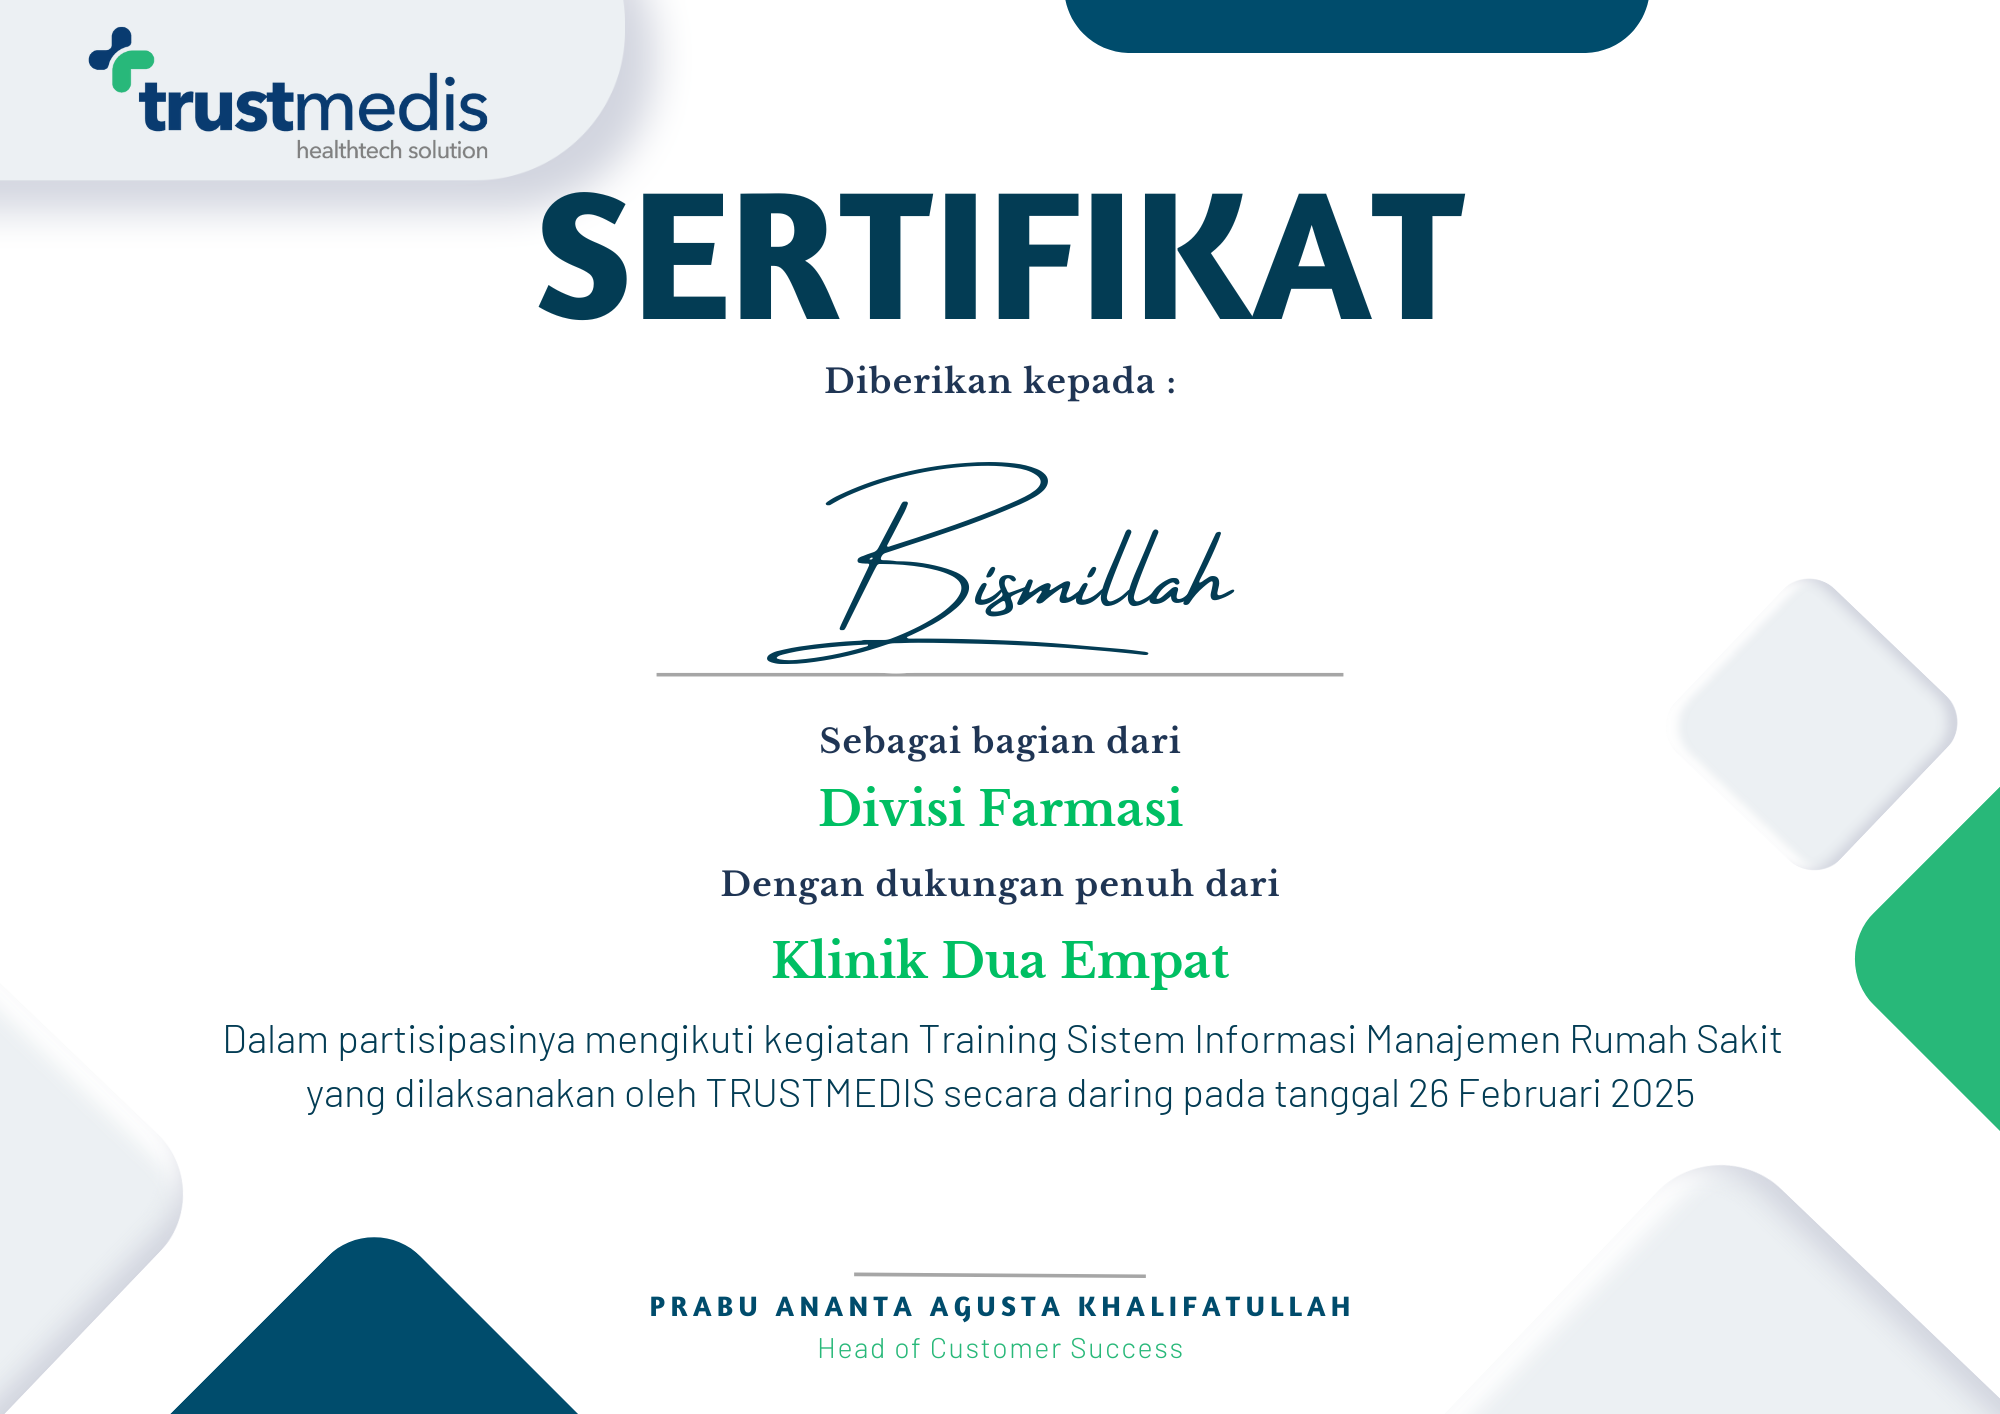 trustmedis
healthtech solution
SERTIFIKAT
Diberikan kepada :
Bismillah
Sebagai bagian dari
Divisi Farmasi
Dengan dukungan penuh dari
Klinik Dua Empat
Dalam partisipasinya mengikuti kegiatan Training Sistem Informasi Manajemen Rumah Sakit
yang dilaksanakan oleh TRUSTMEDIS secara daring pada tanggal 26 Februari 2025
PRABU ANANTA AGUSTA KHALIFATULLAH
Head of Customer Success